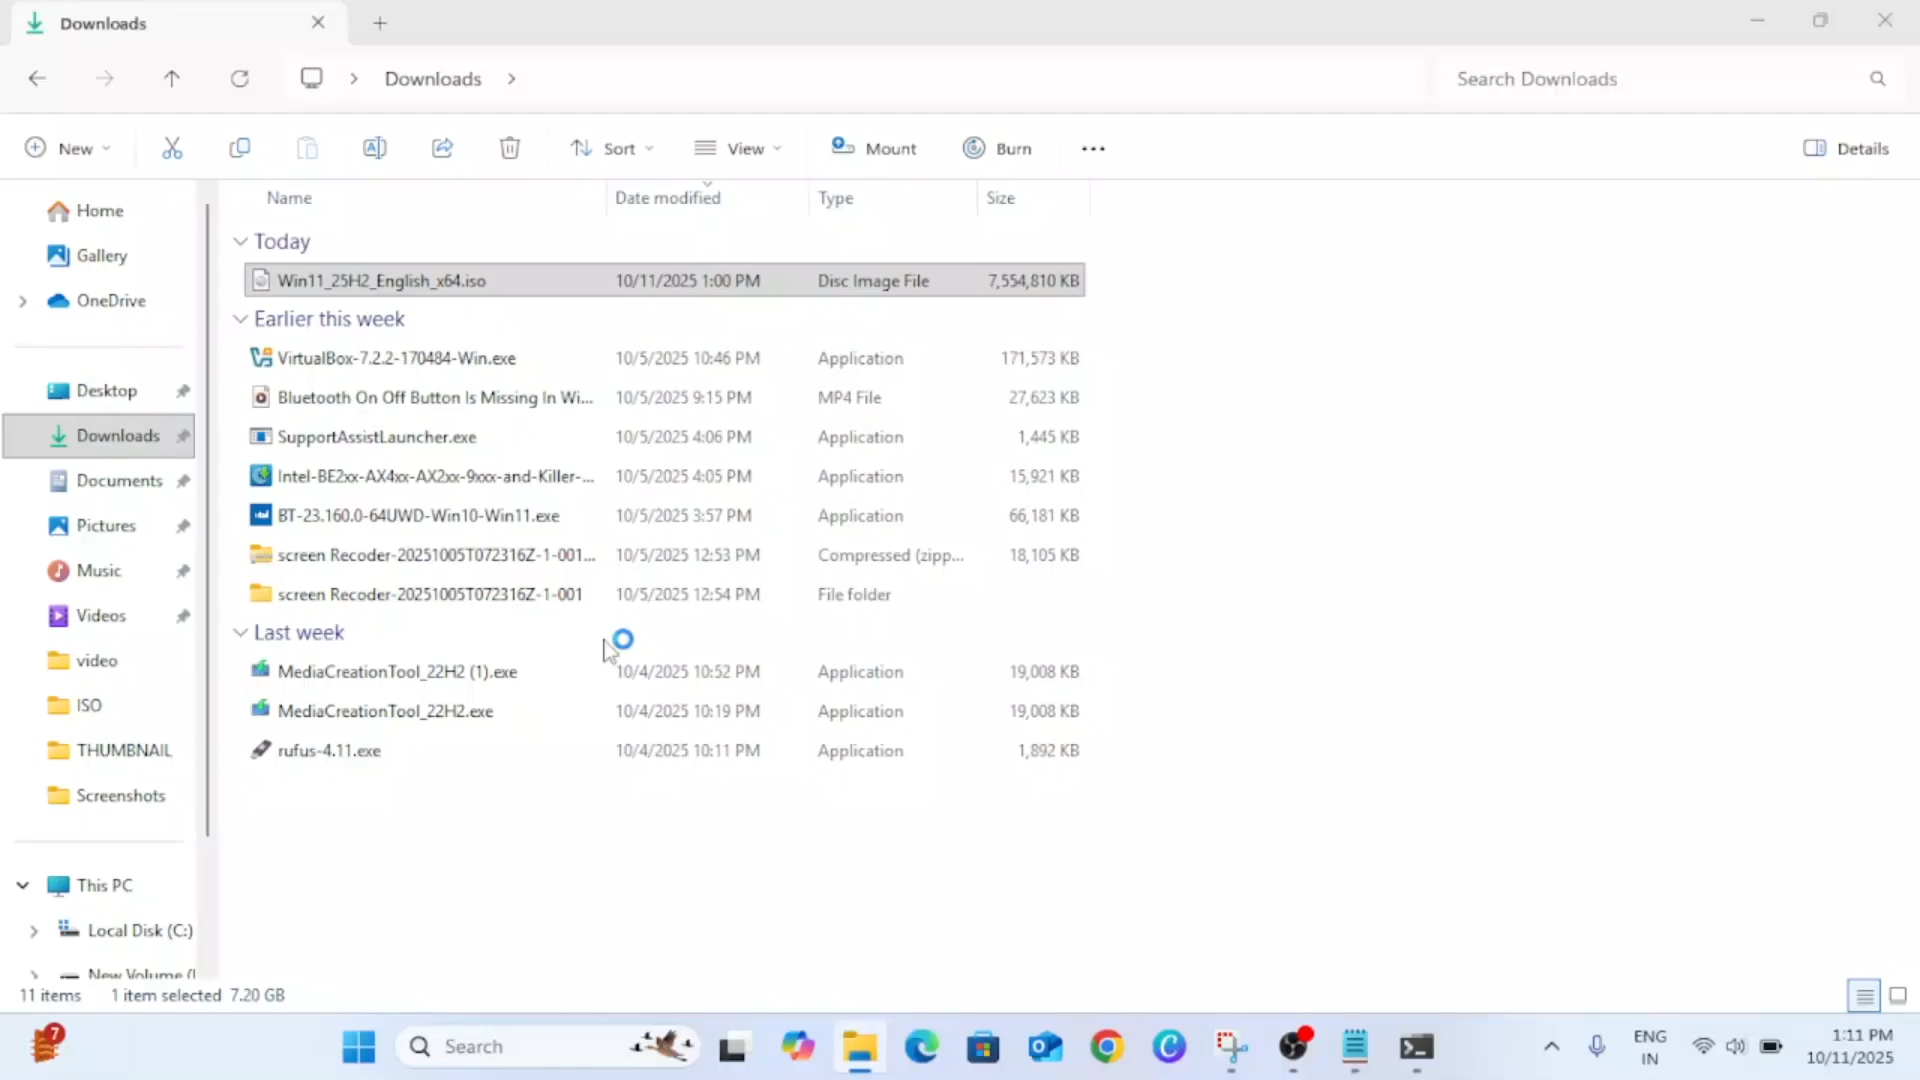 Downloads
Downloads
Search Downloads
New
Sort
View
Mount
Burn
Details
Name Date modified Type Size
Home
Gallery
OneDrive
Desktop
Downloads
Documents
Pictures
Music
Videos
video
ISO
THUMBNAIL
Screenshots
This PC
Local Disk (C:)
New Volume (
Today
Win11_25H2_English_x64.iso 10/11/2025 1:00 PM Disc Image File 7,554,810 KB
Earlier this week
VirtualBox-7.2.2-170484-Win.exe 10/5/2025 10:46 PM Application 171,573 KB
Bluetooth On Off Button Is Missing In Wi... 10/5/2025 9:15 PM MP4 File 27,623 KB
SupportAssistLauncher.exe 10/5/2025 4:06 PM Application 1,445 KB
Intel-BE2xx-AX4xx-AX2xx-9xxx-and-Killer-... 10/5/2025 4:05 PM Application 15,921 KB
BT-23.160.0-64UWD-Win10-Win11.exe 10/5/2025 3:57 PM Application 66,181 KB
screen Recoder-20251005T072316Z-1-001... 10/5/2025 12:53 PM Compressed (zipp... 18,105 KB
screen Recoder-20251005T072316Z-1-001 10/5/2025 12:54 PM File folder
Last week
MediaCreationTool_22H2 (1).exe 10/4/2025 10:52 PM Application 19,008 KB
MediaCreationTool_22H2.exe 10/4/2025 10:19 PM Application 19,008 KB
rufus-4.11.exe 10/4/2025 10:11 PM Application 1,892 KB
11 items 1 item selected 7.20 GB
7
Search
ENG
IN
1:11 PM
10/11/2025